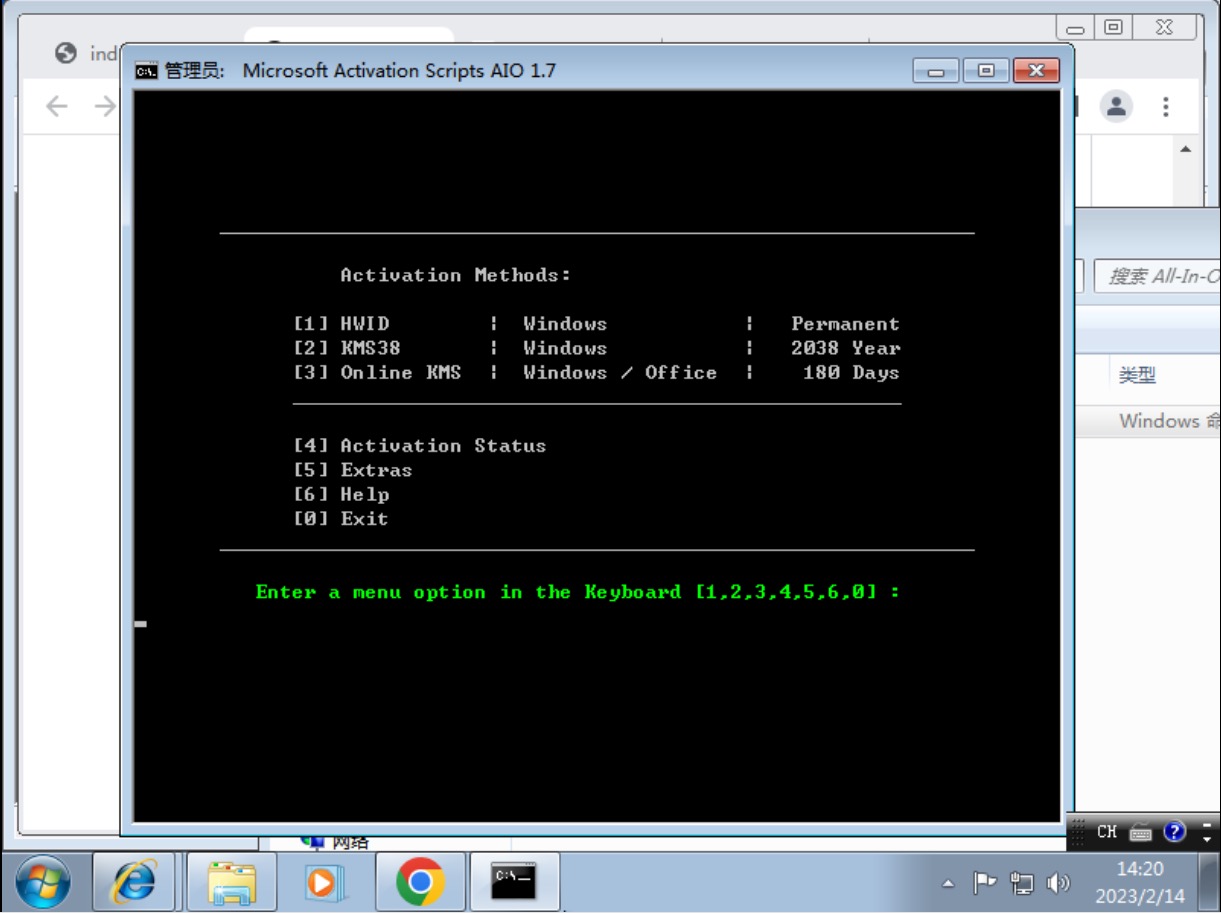 ind
管理员: Microsoft Activation Scripts AIO 1.7
Activation Methods:
[1] HWID ¦ Windows ¦ Permanent
[2] KMS38 ¦ Windows ¦ 2038 Year
[3] Online KMS ¦ Windows / Office ¦ 180 Days
[4] Activation Status
[5] Extras
[6] Help
[0] Exit
Enter a menu option in the Keyboard [1,2,3,4,5,6,0] :
搜索 All-In-O
类型
Windows 命
网络
CH
C:\
14:20
2023/2/14